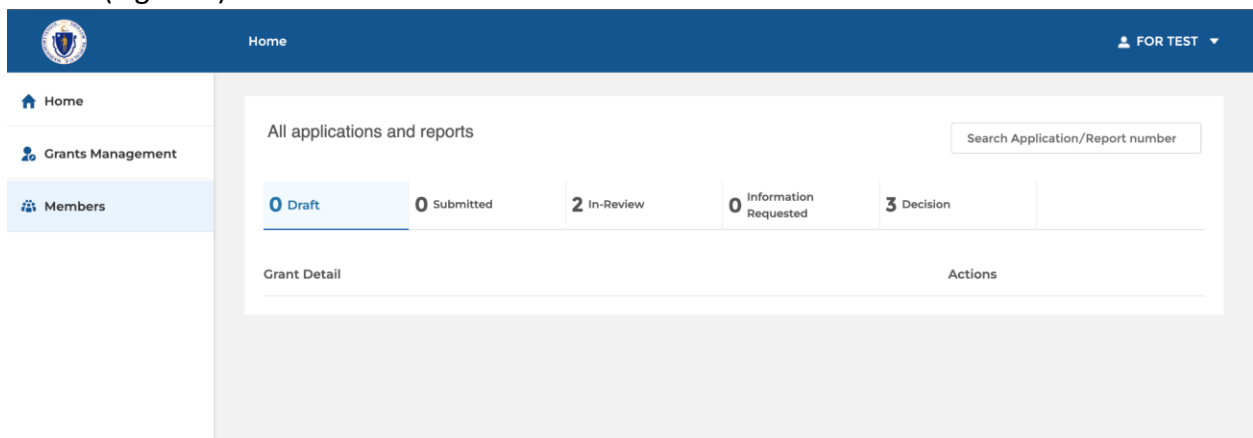 Home
FOR TEST
Home
Grants Management
Members
All applications and reports
Search Application/Report number
0 Draft
0 Submitted
2 In-Review
0 Information
Requested
3 Decision
Grant Detail
Actions